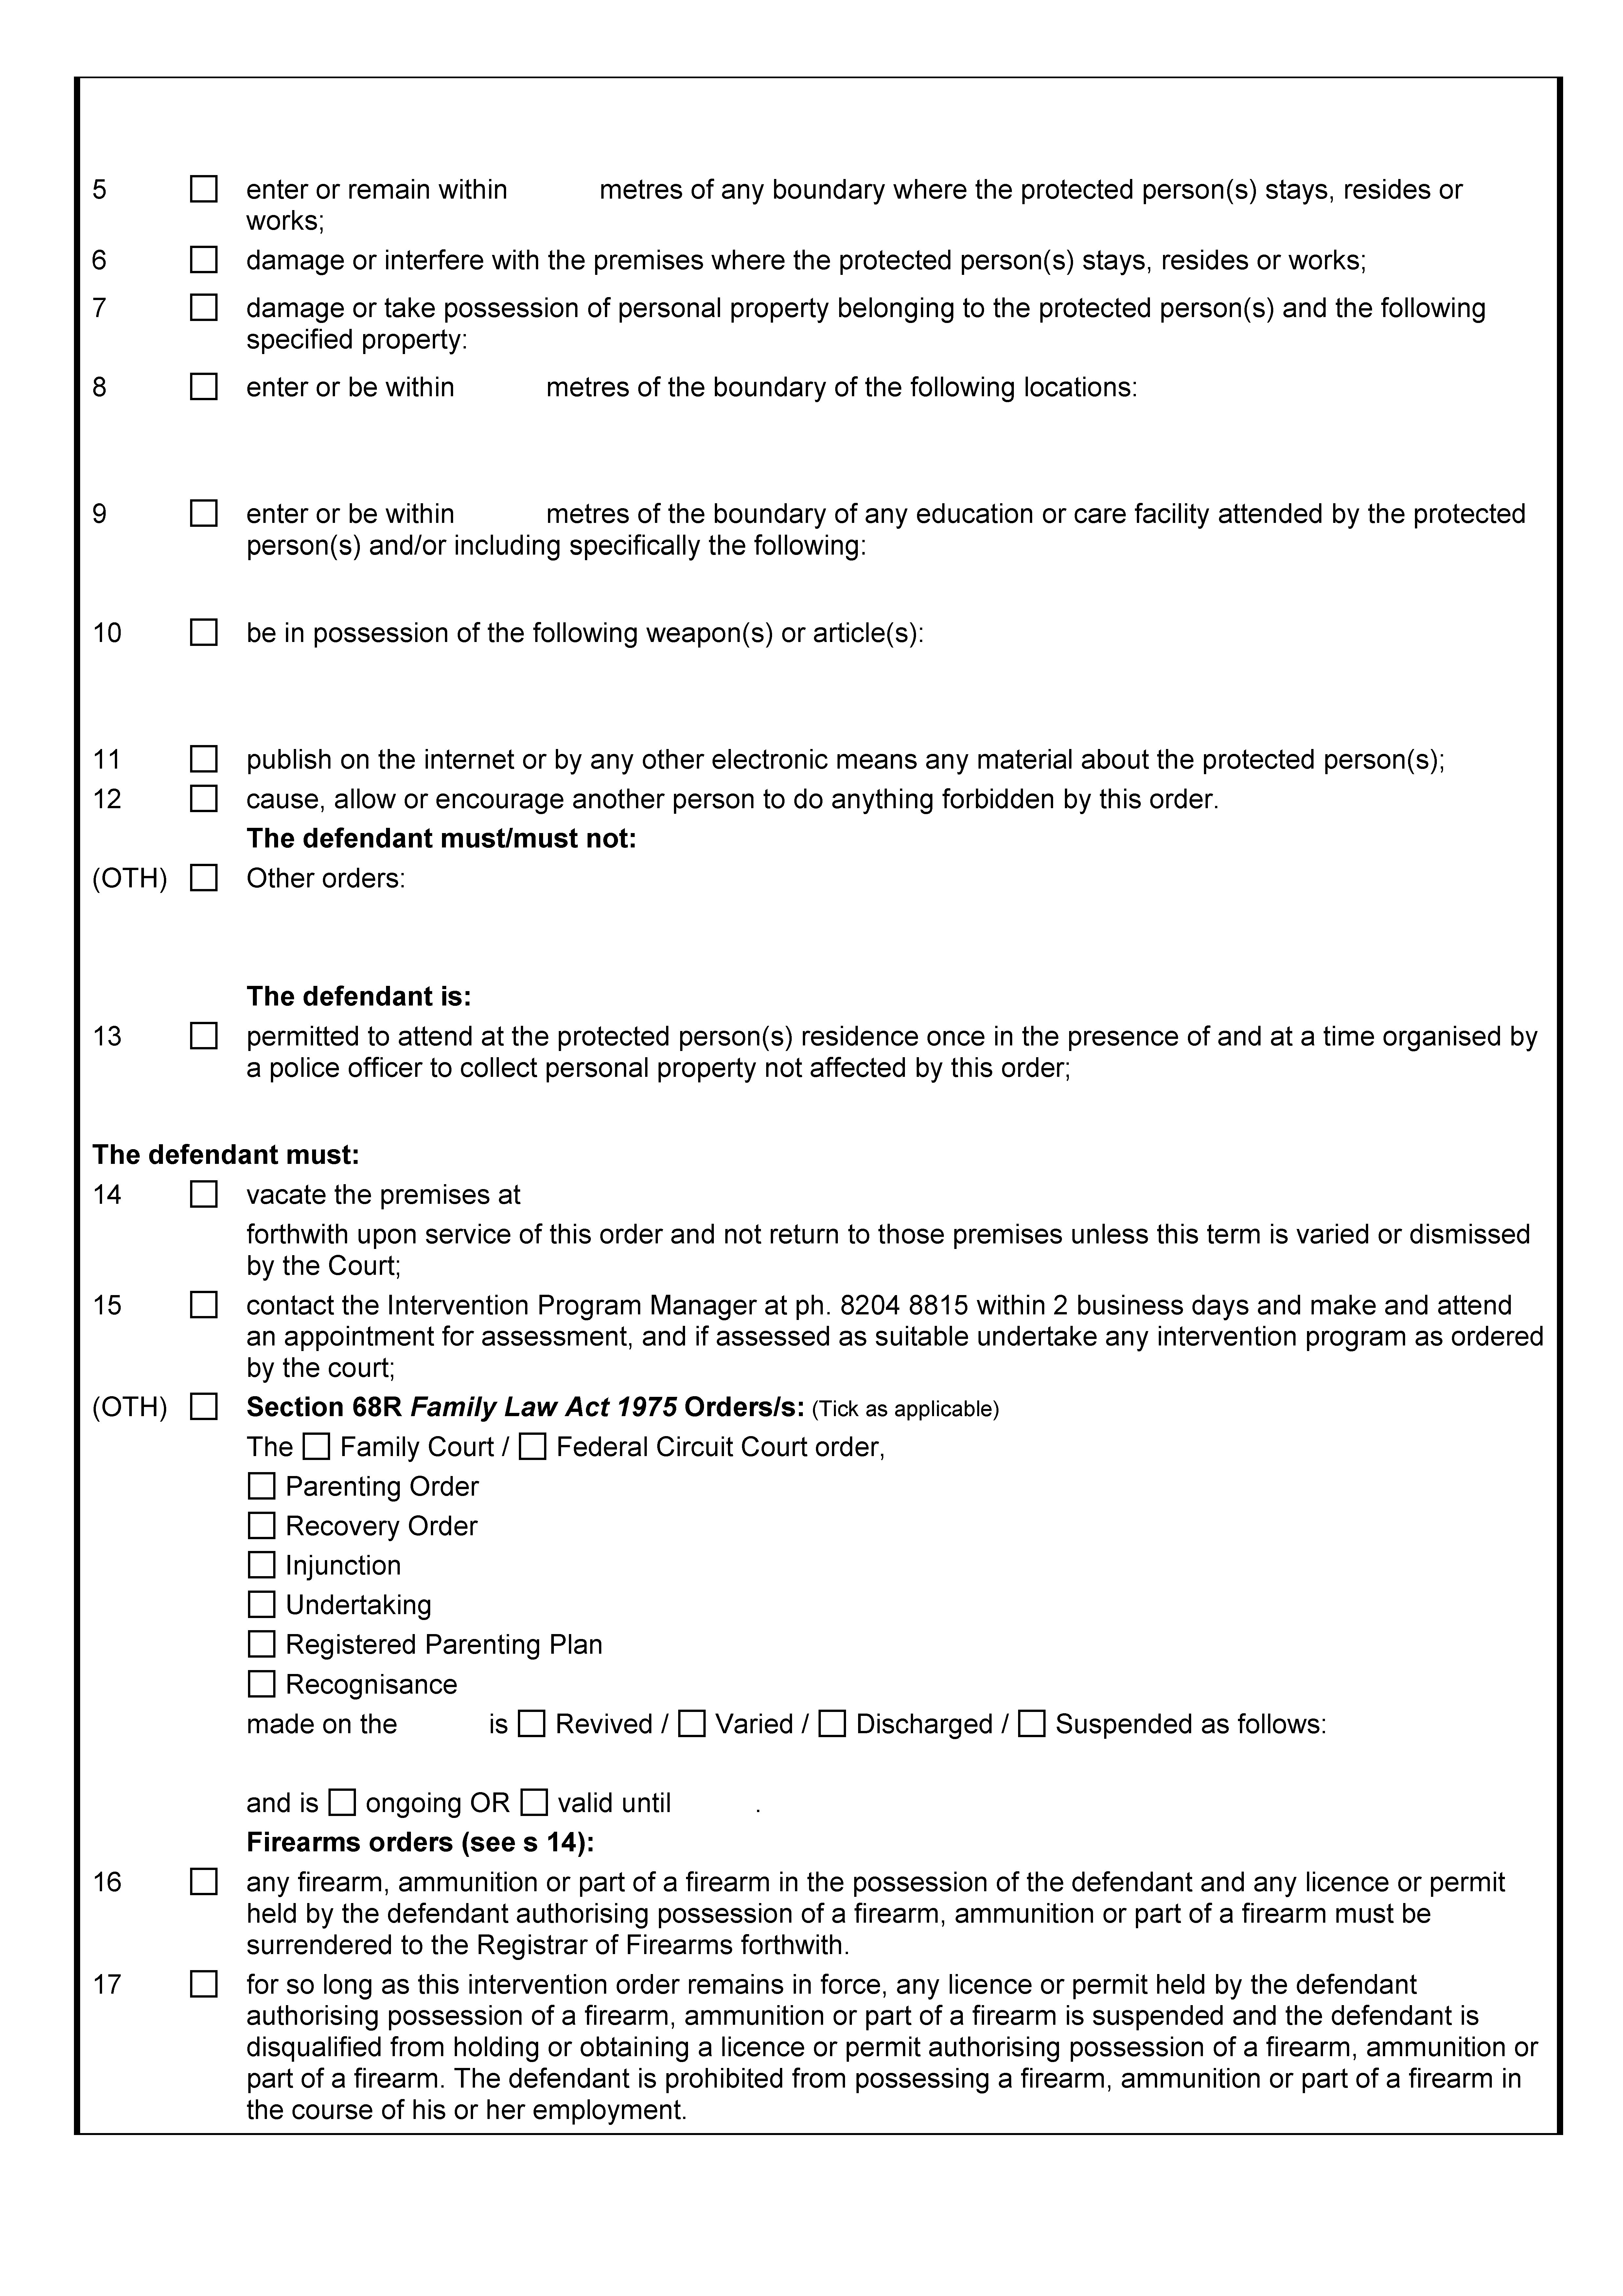 5 ☐ enter or remain within metres of any boundary where the protected person(s) stays, resides or
works;
6 ☐ damage or interfere with the premises where the protected person(s) stays, resides or works;
7 ☐ damage or take possession of personal property belonging to the protected person(s) and the following
specified property:
8 ☐ enter or be within metres of the boundary of the following locations:
9 ☐ enter or be within metres of the boundary of any education or care facility attended by the protected
person(s) and/or including specifically the following:
10 ☐ be in possession of the following weapon(s) or article(s):
11 ☐ publish on the internet or by any other electronic means any material about the protected person(s);
12 ☐ cause, allow or encourage another person to do anything forbidden by this order.
The defendant must/must not:
(OTH) ☐ Other orders:
The defendant is:
13 ☐ permitted to attend at the protected person(s) residence once in the presence of and at a time organised by
a police officer to collect personal property not affected by this order;
The defendant must:
14 ☐ vacate the premises at
forthwith upon service of this order and not return to those premises unless this term is varied or dismissed
by the Court;
15 ☐ contact the Intervention Program Manager at ph. 8204 8815 within 2 business days and make and attend
an appointment for assessment, and if assessed as suitable undertake any intervention program as ordered
by the court;
(OTH) ☐ Section 68R Family Law Act 1975 Orders/s: (Tick as applicable)
The ☐ Family Court / ☐ Federal Circuit Court order,
☐ Parenting Order
☐ Recovery Order
☐ Injunction
☐ Undertaking
☐ Registered Parenting Plan
☐ Recognisance
made on the is ☐ Revived / ☐ Varied / ☐ Discharged / ☐ Suspended as follows:
and is ☐ ongoing OR ☐ valid until .
Firearms orders (see s 14):
16 ☐ any firearm, ammunition or part of a firearm in the possession of the defendant and any licence or permit
held by the defendant authorising possession of a firearm, ammunition or part of a firearm must be
surrendered to the Registrar of Firearms forthwith.
17 ☐ for so long as this intervention order remains in force, any licence or permit held by the defendant
authorising possession of a firearm, ammunition or part of a firearm is suspended and the defendant is
disqualified from holding or obtaining a licence or permit authorising possession of a firearm, ammunition or
part of a firearm. The defendant is prohibited from possessing a firearm, ammunition or part of a firearm in
the course of his or her employment.